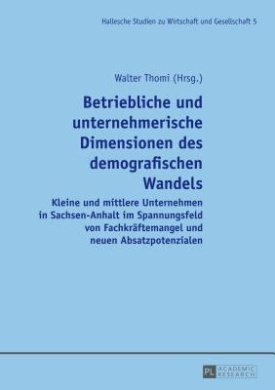 Hallesche Studien zu Wirtschaft und Gesellschaft 5
Walter Thomi (Hrsg.)
Betriebliche und
unternehmerische
Dimensionen des
demografischen
Wandels
Kleine und mittlere Unternehmen
in Sachsen-Anhalt im Spannungsfeld
von Fachkräftemangel und
neuen Absatzpotenzialen
PL ACADEMIC
RESEARCH